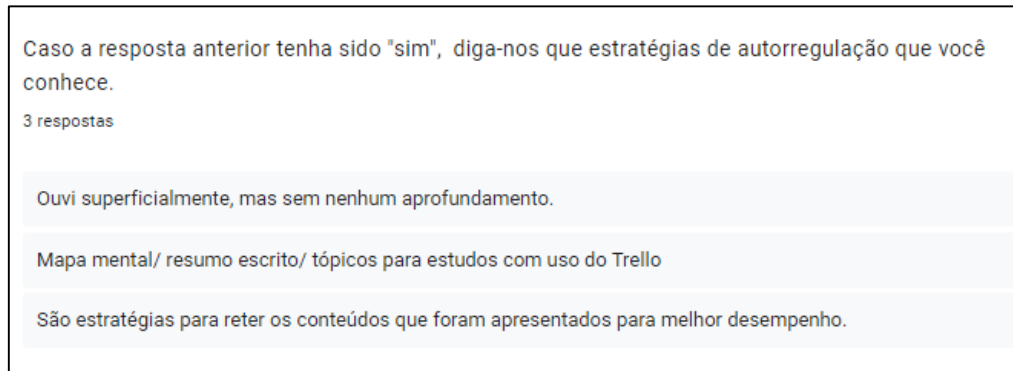 Caso a resposta anterior tenha sido "sim", diga-nos que estratégias de autorregulação que você
conhece.
3 respostas
Ouvi superficialmente, mas sem nenhum aprofundamento.
Mapa mental/ resumo escrito/ tópicos para estudos com uso do Trello
São estratégias para reter os conteúdos que foram apresentados para melhor desempenho.